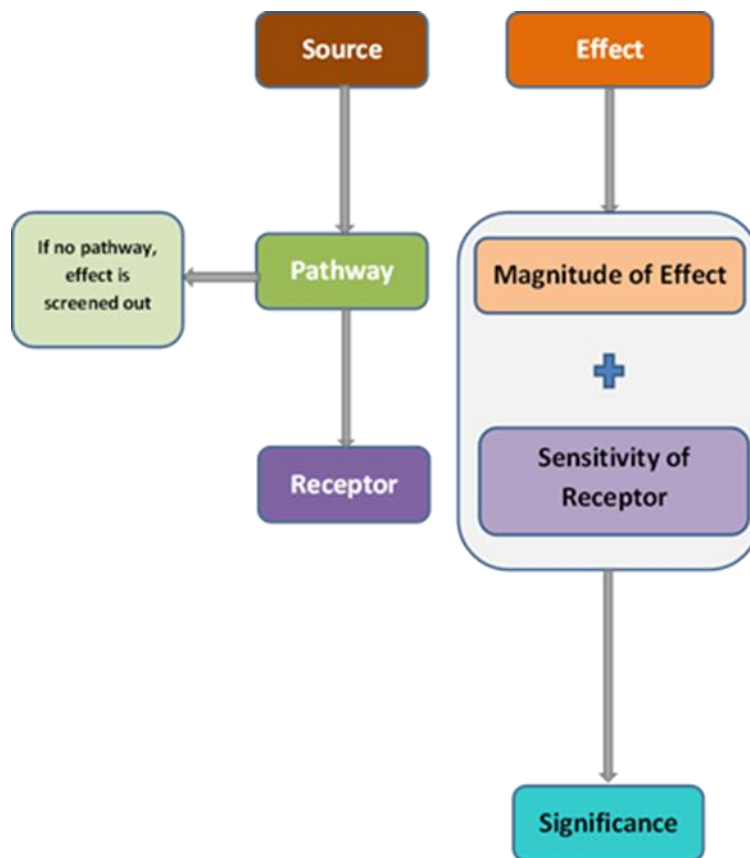 Source
Effect
If no pathway,
effect is
screened out
Pathway
Magnitude of Effect
Receptor
Sensitivity of
Receptor
Significance